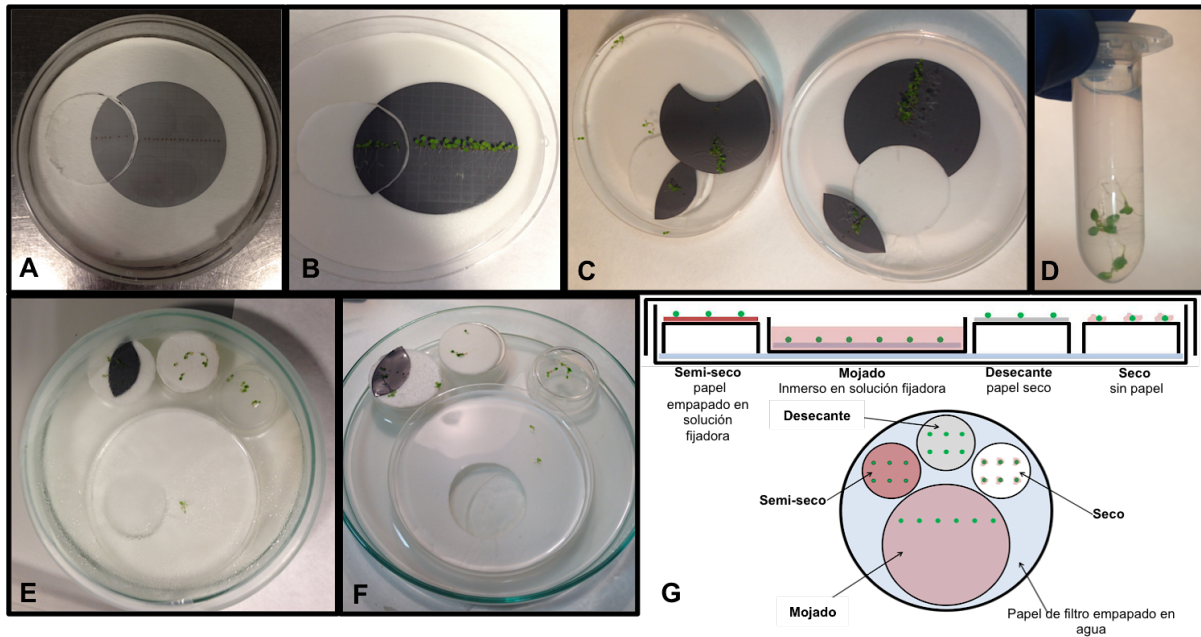 A
B
C
D
E
F
G
Semi-seco
papel
empapado en
solución
fijadora
Mojado
Inmerso en solución fijadora
Desecante
papel seco
Seco
sin papel
Desecante
Semi-seco
Seco
Mojado
Papel de filtro empapado en
agua